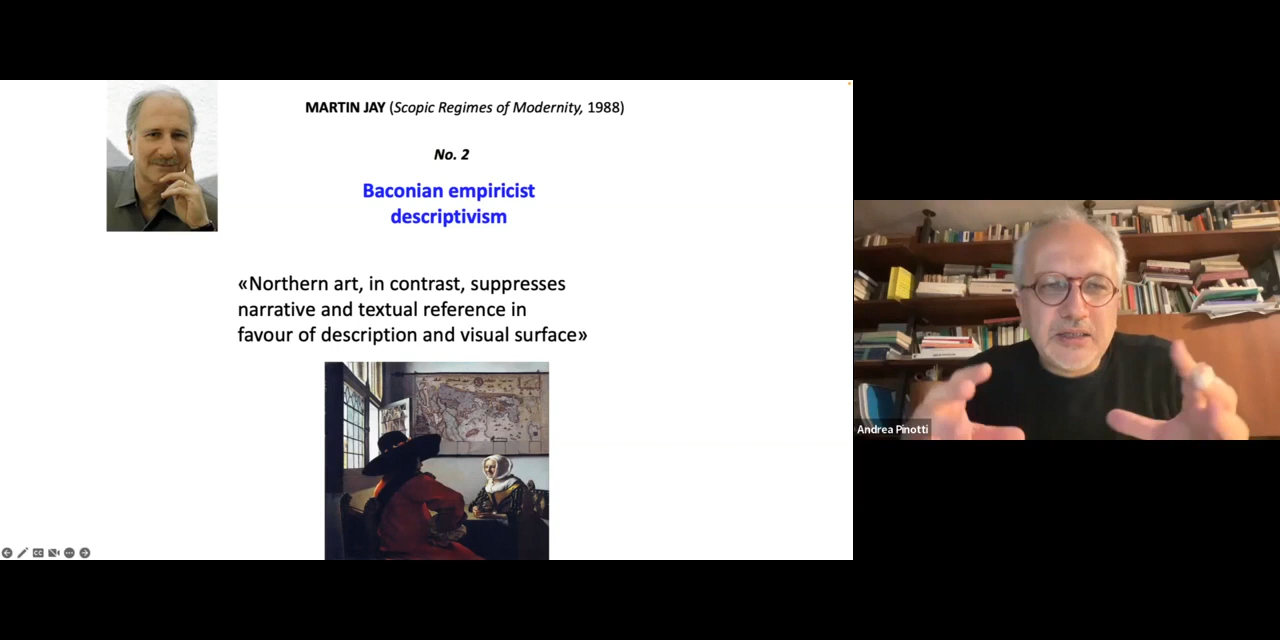 MARTIN JAY (Scopic Regimes of Modernity, 1988)
No. 2
Baconian empiricist
descriptivism
«Northern art, in contrast, suppresses
narrative and textual reference in
favour of description and visual surface»
Andrea Pinotti
CC